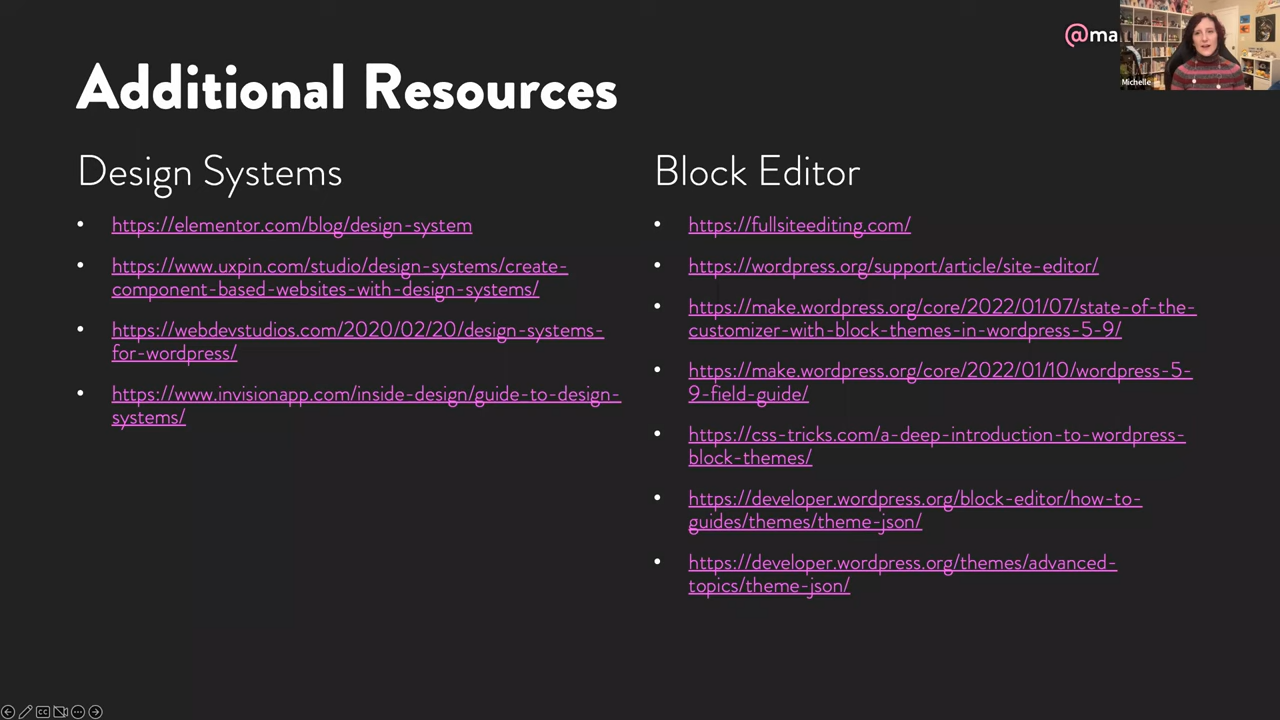 @ma
Michelle
Additional Resources
Design Systems
• https://elementor.com/blog/design-system
• https://www.uxpin.com/studio/design-systems/create-
component-based-websites-with-design-systems/
• https://webdevstudios.com/2020/02/20/design-systems-
for-wordpress/
• https://www.invisionapp.com/inside-design/guide-to-design-
systems/
Block Editor
• https://fullsiteediting.com/
• https://wordpress.org/support/article/site-editor/
• https://make.wordpress.org/core/2022/01/07/state-of-the-
customizer-with-block-themes-in-wordpress-5-9/
• https://make.wordpress.org/core/2022/01/10/wordpress-5-
9-field-guide/
• https://css-tricks.com/a-deep-introduction-to-wordpress-
block-themes/
• https://developer.wordpress.org/block-editor/how-to-
guides/themes/theme-json/
• https://developer.wordpress.org/themes/advanced-
topics/theme-json/